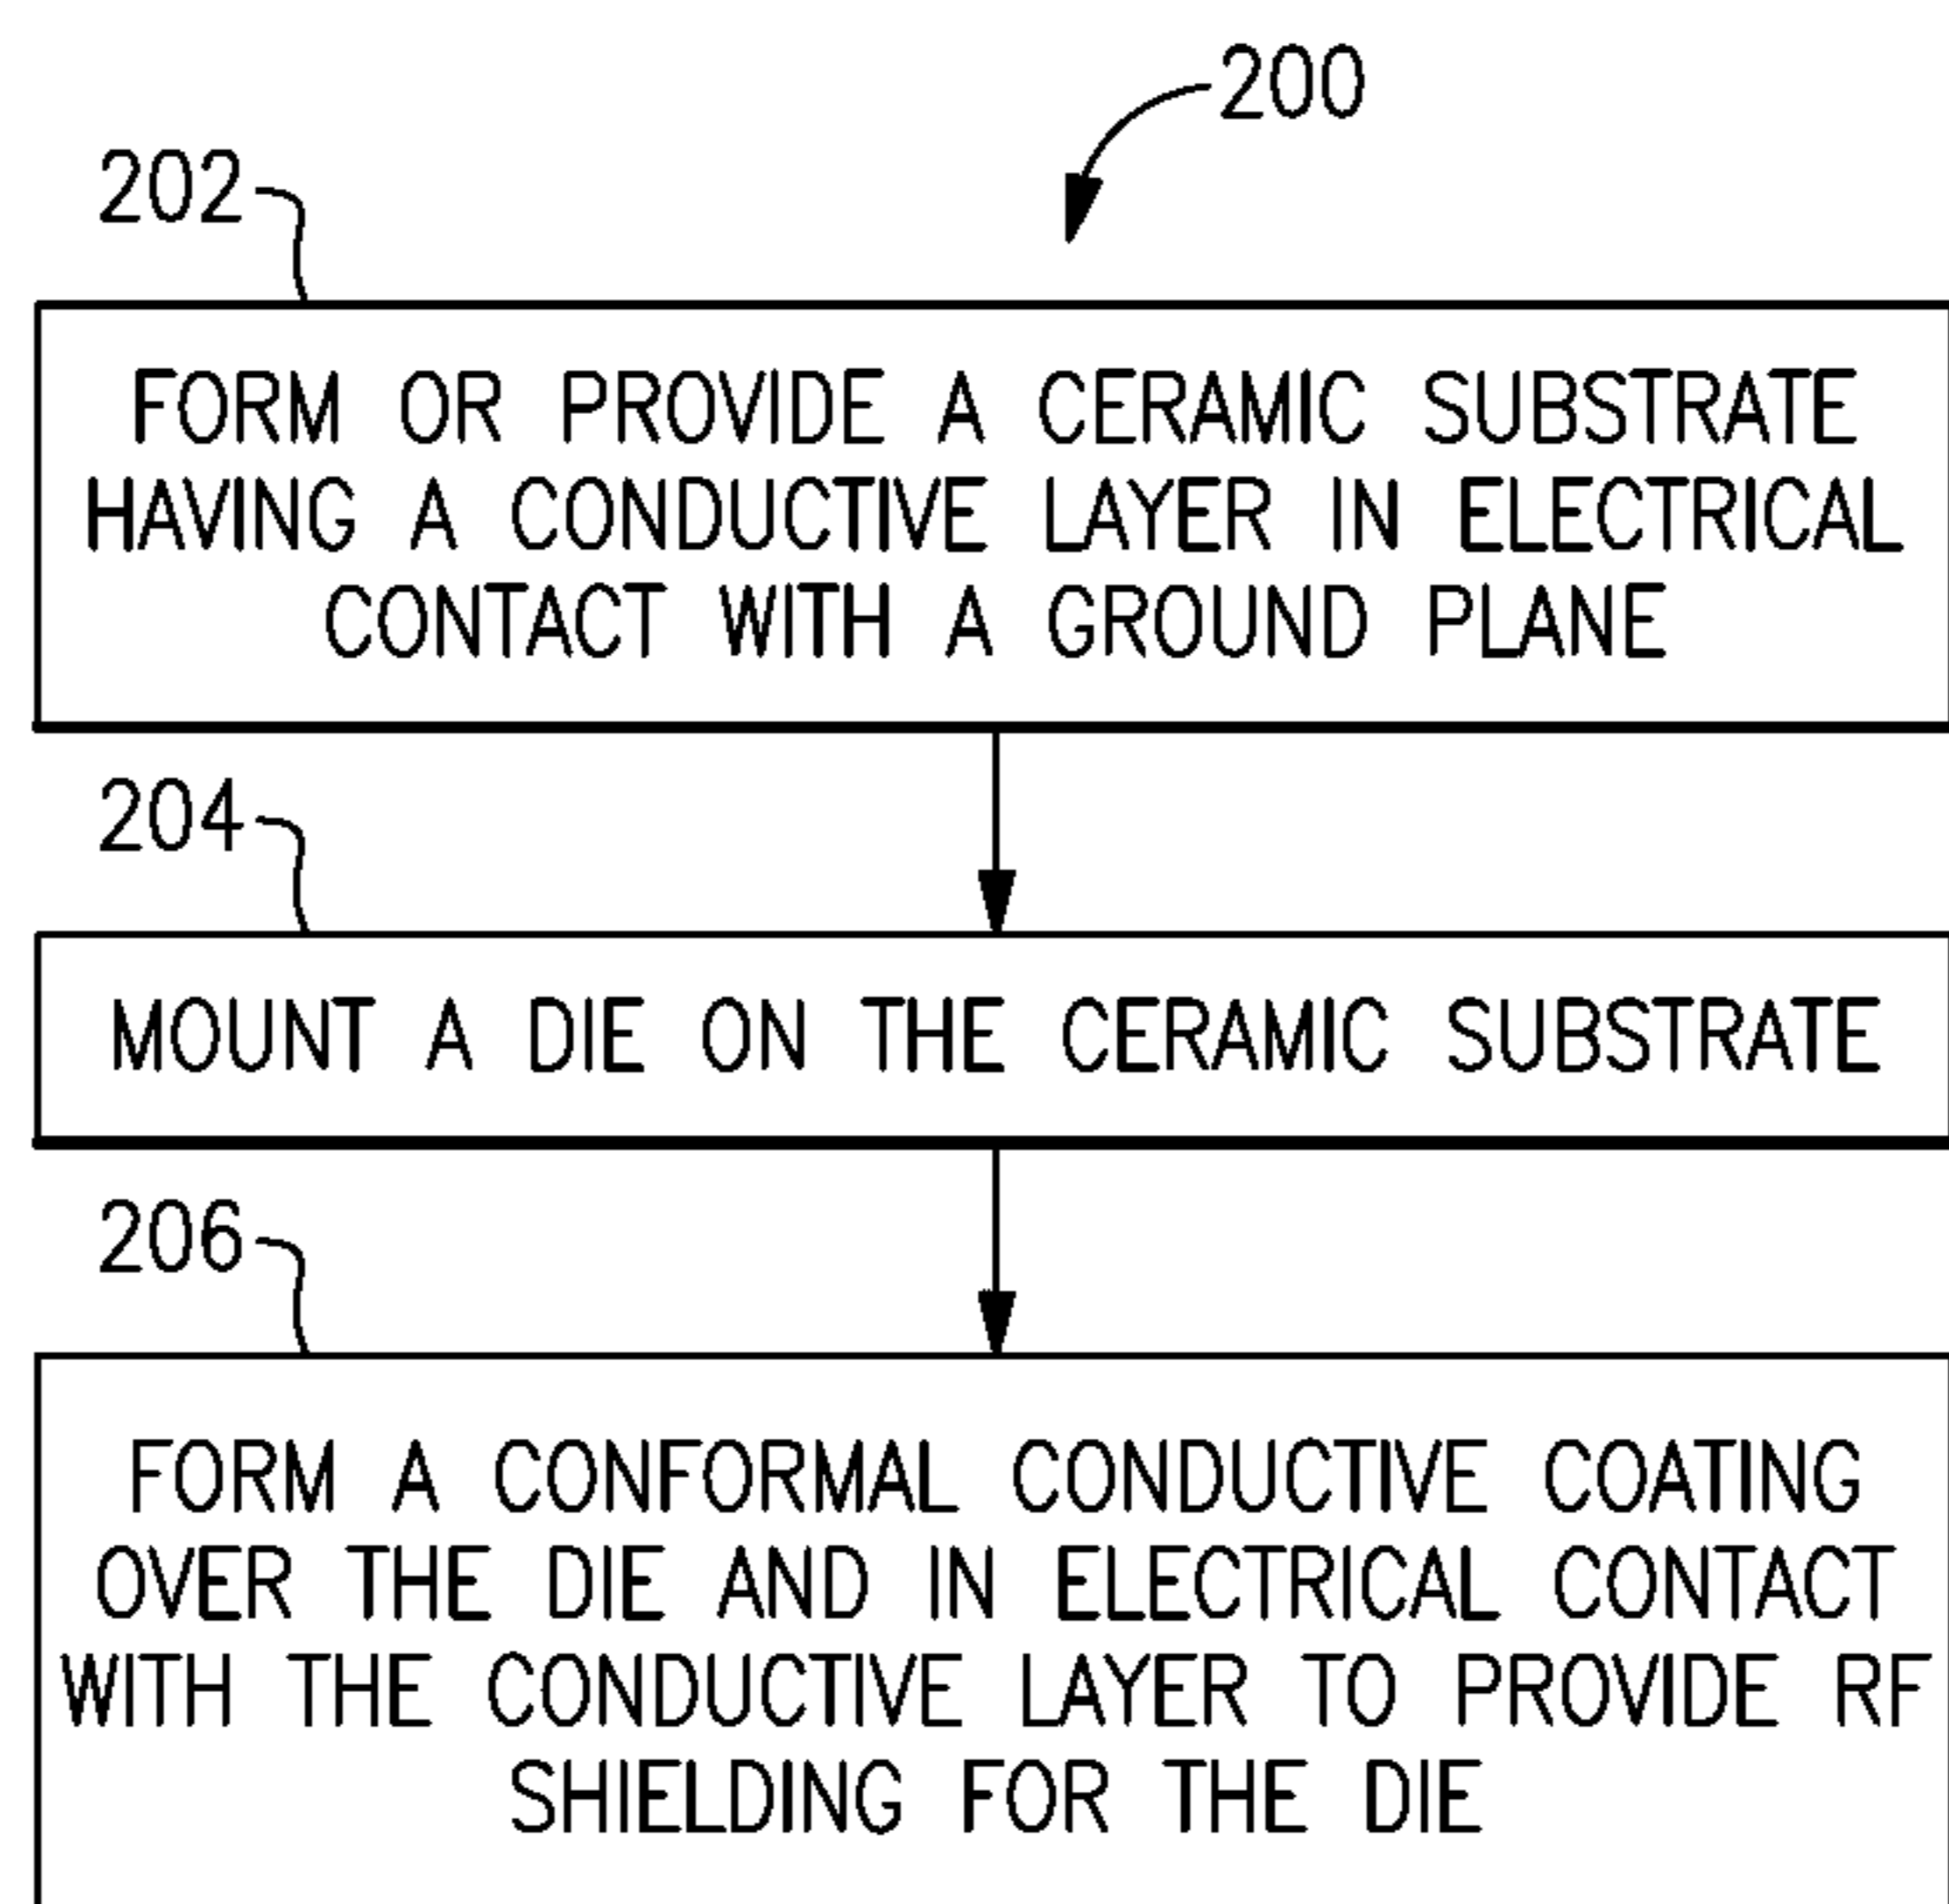 200
202
FORM OR PROVIDE A CERAMIC SUBSTRATE
HAVING A CONDUCTIVE LAYER IN ELECTRICAL
CONTACT WITH A GROUND PLANE
204
MOUNT A DIE ON THE CERAMIC SUBSTRATE
206
FORM A CONFORMAL CONDUCTIVE COATING
OVER THE DIE AND IN ELECTRICAL CONTACT
WITH THE CONDUCTIVE LAYER TO PROVIDE RF
SHIELDING FOR THE DIE